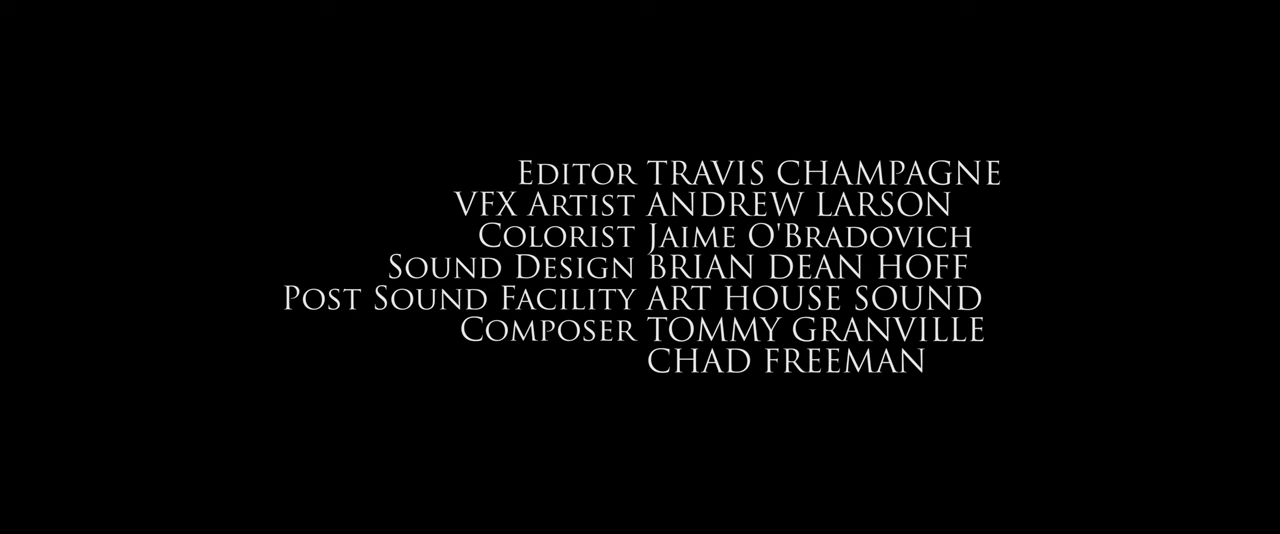 Editor TRAVIS CHAMPAGNE
VFX Artist ANDREW LARSON
Colorist Jaime O'Bradovich
Sound Design BRIAN DEAN HOFF
Post Sound Facility ART HOUSE SOUND
Composer TOMMY GRANVILLE
CHAD FREEMAN